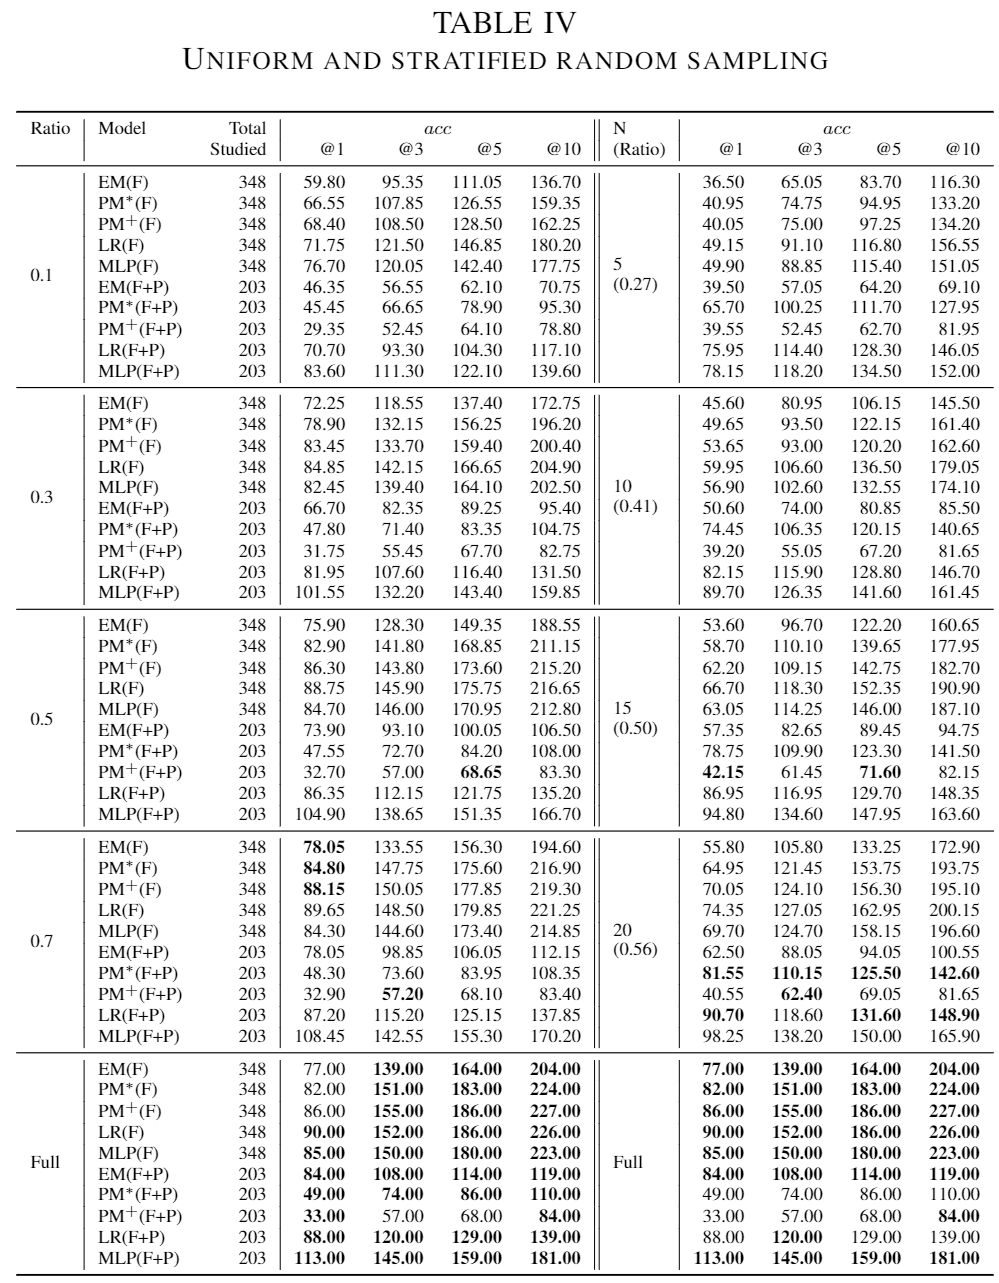 TABLE IV
UNIFORM AND STRATIFIED RANDOM SAMPLING
Ratio Model Total acc N acc
Studied @1 @3 @5 @10 (Ratio) @1 @3 @5 @10
EM(F) 348 59.80 95.35 111.05 136.70 36.50 65.05 83.70 116.30
PM*(F) 348 66.55 107.85 126.55 159.35 40.95 74.75 94.95 133.20
PM+(F) 348 68.40 108.50 128.50 162.25 40.05 75.00 97.25 134.20
LR(F) 348 71.75 121.50 146.85 180.20 49.15 91.10 116.80 156.55
0.1 MLP(F) 348 76.70 120.05 142.40 177.75 5 49.90 88.85 115.40 151.05
EM(F+P) 203 46.35 56.55 62.10 70.75 (0.27) 39.50 57.05 64.20 69.10
PM*(F+P) 203 45.45 66.65 78.90 95.30 65.70 100.25 111.70 127.95
PM+(F+P) 203 29.35 52.45 64.10 78.80 39.55 52.45 62.70 81.95
LR(F+P) 203 70.70 93.30 104.30 117.10 75.95 114.40 128.30 146.05
MLP(F+P) 203 83.60 111.30 122.10 139.60 78.15 118.20 134.50 152.00
EM(F) 348 72.25 118.55 137.40 172.75 45.60 80.95 106.15 145.50
PM*(F) 348 78.90 132.15 156.25 196.20 49.65 93.50 122.15 161.40
PM+(F) 348 83.45 133.70 159.40 200.40 53.65 93.00 120.20 162.60
LR(F) 348 84.85 142.15 166.65 204.90 59.95 106.60 136.50 179.05
0.3 MLP(F) 348 82.45 139.40 164.10 202.50 10 56.90 102.60 132.55 174.10
EM(F+P) 203 66.70 82.35 89.25 95.40 (0.41) 50.60 74.00 80.85 85.50
PM*(F+P) 203 47.80 71.40 83.35 104.75 74.45 106.35 120.15 140.65
PM+(F+P) 203 31.75 55.45 67.70 82.75 39.20 55.05 67.20 81.65
LR(F+P) 203 81.95 107.60 116.40 131.50 82.15 115.90 128.80 146.70
MLP(F+P) 203 101.55 132.20 143.40 159.85 89.70 126.35 141.60 161.45
EM(F) 348 75.90 128.30 149.35 188.55 53.60 96.70 122.20 160.65
PM*(F) 348 82.90 141.80 168.85 211.15 58.70 110.10 139.65 177.95
PM+(F) 348 86.30 143.80 173.60 215.20 62.20 109.15 142.75 182.70
LR(F) 348 88.75 145.90 175.75 216.65 66.70 118.30 152.35 190.90
0.5 MLP(F) 348 84.70 146.00 170.95 212.80 15 63.05 114.25 146.00 187.10
EM(F+P) 203 73.90 93.10 100.05 106.50 (0.50) 57.35 82.65 89.45 94.75
PM*(F+P) 203 47.55 72.70 84.20 108.00 78.75 109.90 123.30 141.50
PM+(F+P) 203 32.70 57.00 68.65 83.30 42.15 61.45 71.60 82.15
LR(F+P) 203 86.35 112.15 121.75 135.20 86.95 116.95 129.70 148.35
MLP(F+P) 203 104.90 138.65 151.35 166.70 94.80 134.60 147.95 163.60
EM(F) 348 78.05 133.55 156.30 194.60 55.80 105.80 133.25 172.90
PM*(F) 348 84.80 147.75 175.60 216.90 64.95 121.45 153.75 193.75
PM+(F) 348 88.15 150.05 177.85 219.30 70.05 124.10 156.30 195.10
LR(F) 348 89.65 148.50 179.85 221.25 74.35 127.05 162.95 200.15
0.7 MLP(F) 348 84.30 144.60 173.40 214.85 20 69.70 124.70 158.15 196.60
EM(F+P) 203 78.05 98.85 106.05 112.15 (0.56) 62.50 88.05 94.05 100.55
PM*(F+P) 203 48.30 73.60 83.95 108.35 81.55 110.15 125.50 142.60
PM+(F+P) 203 32.90 57.20 68.10 83.40 40.55 62.40 69.05 81.65
LR(F+P) 203 87.20 115.20 125.15 137.85 90.70 118.60 131.60 148.90
MLP(F+P) 203 108.45 142.55 155.30 170.20 98.25 138.20 150.00 165.90
EM(F) 348 77.00 139.00 164.00 204.00 77.00 139.00 164.00 204.00
PM*(F) 348 82.00 151.00 183.00 224.00 82.00 151.00 183.00 224.00
PM+(F) 348 86.00 155.00 186.00 227.00 86.00 155.00 186.00 227.00
LR(F) 348 90.00 152.00 186.00 226.00 90.00 152.00 186.00 226.00
Full MLP(F) 348 85.00 150.00 180.00 223.00 Full 85.00 150.00 180.00 223.00
EM(F+P) 203 84.00 108.00 114.00 119.00 84.00 108.00 114.00 119.00
PM*(F+P) 203 49.00 74.00 86.00 110.00 49.00 74.00 86.00 110.00
PM+(F+P) 203 33.00 57.00 68.00 84.00 33.00 57.00 68.00 84.00
LR(F+P) 203 88.00 120.00 129.00 139.00 88.00 120.00 129.00 139.00
MLP(F+P) 203 113.00 145.00 159.00 181.00 113.00 145.00 159.00 181.00